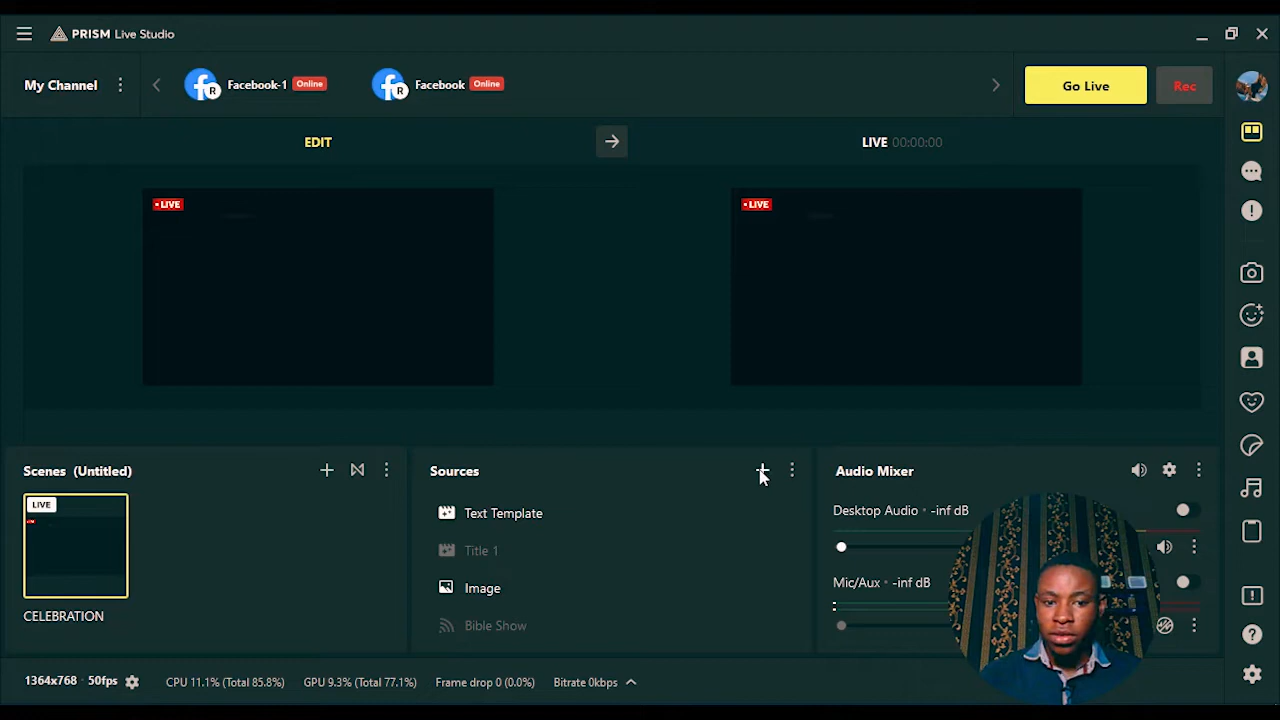 PRISM Live Studio
My Channel
Facebook-1 Online
Facebook Online
Go Live
Rec
EDIT
LIVE 00:00:00
LIVE
LIVE
Scenes (Untitled)
LIVE
CELEBRATION
Sources
Text Template
Title 1
Image
Bible Show
Audio Mixer
Desktop Audio • -inf dB
Mic/Aux • -inf dB
1364x768 • 50fps
CPU 11.1% (Total 85.8%)
GPU 9.3% (Total 77.1%)
Frame drop 0 (0.0%)
Bitrate 0kbps